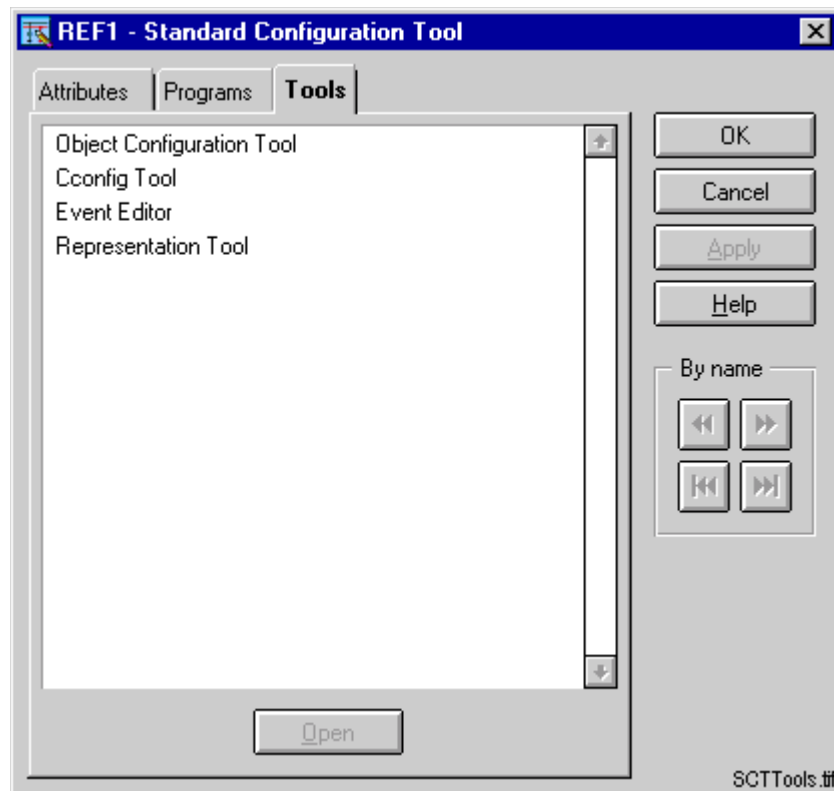 REF1 - Standard Configuration Tool
Attributes Programs Tools
Object Configuration Tool
Cconfig Tool
Event Editor
Representation Tool
Open
OK
Cancel
Apply
Help
By name
SCTTools.tif